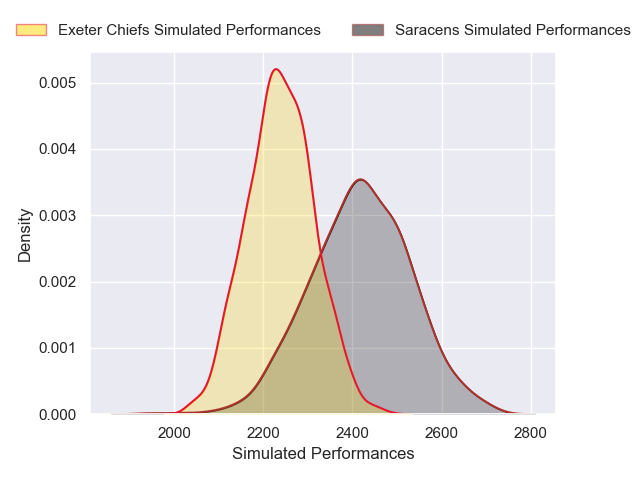 Exeter Chiefs Simulated Performances Saracens Simulated Performances
Density
0.005
0.004
0.003
0.002
0.001
0.000
2000 2200 2400 2600 2800
Simulated Performances